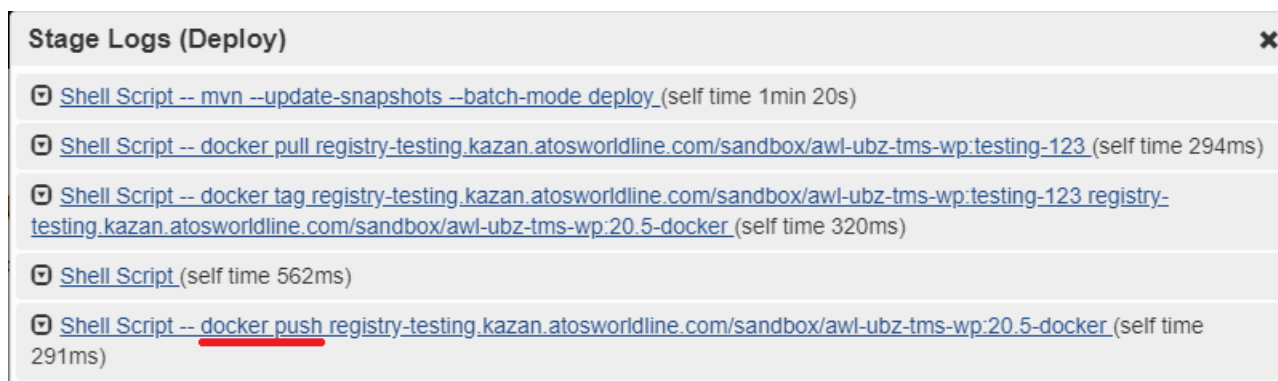 Stage Logs (Deploy)
Shell Script -- mvn --update-snapshots --batch-mode deploy (self time 1min 20s)
Shell Script -- docker pull registry-testing.kazan.atosworldline.com/sandbox/awl-ubz-tms-wp:testing-123 (self time 294ms)
Shell Script -- docker tag registry-testing.kazan.atosworldline.com/sandbox/awl-ubz-tms-wp:testing-123 registry-
testing.kazan.atosworldline.com/sandbox/awl-ubz-tms-wp:20.5-docker (self time 320ms)
Shell Script (self time 562ms)
Shell Script -- docker push registry-testing.kazan.atosworldline.com/sandbox/awl-ubz-tms-wp:20.5-docker (self time
291ms)